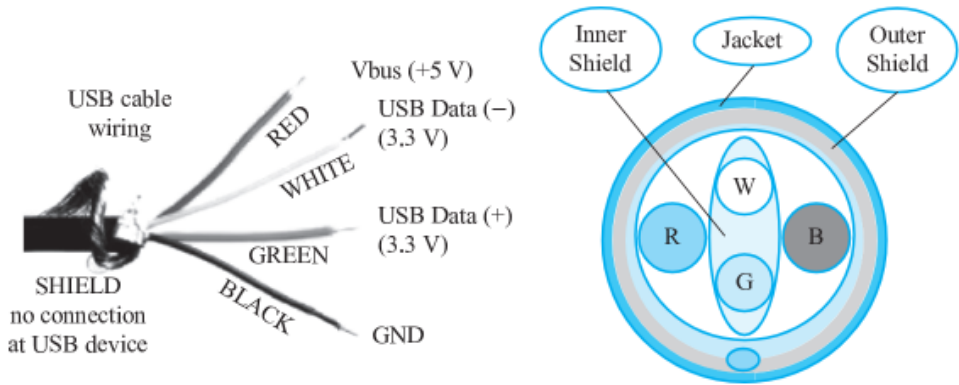 USB cable
wiring
RED
WHITE
GREEN
BLACK
Vbus (+5 V)
USB Data (−)
(3.3 V)
USB Data (+)
(3.3 V)
GND
SHIELD
no connection
at USB device
Inner
Shield
Jacket
Outer
Shield
W
R
B
G